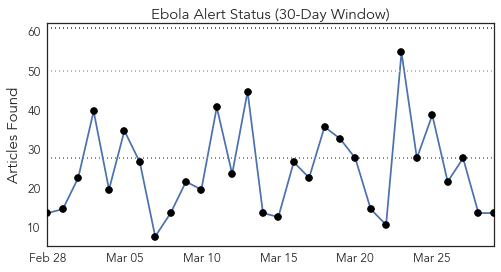 Ebola Alert Status (30-Day Window)
Articles Found
60
50
40
30
20
10
Feb 28 Mar 05 Mar 10 Mar 15 Mar 20 Mar 25